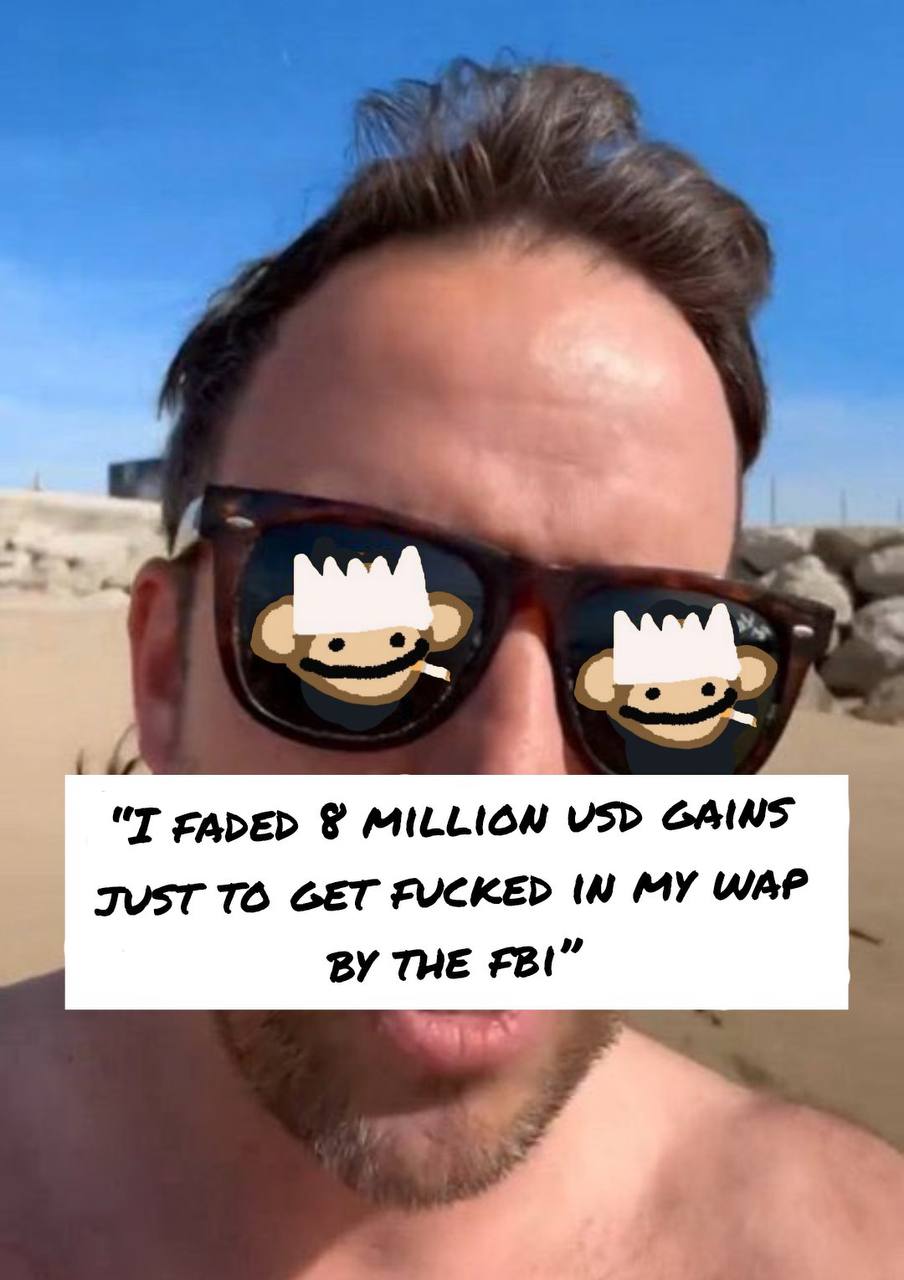 "I FADED 8 MILLION USD GAINS
JUST TO GET FUCKED IN MY WAP
BY THE FBI"